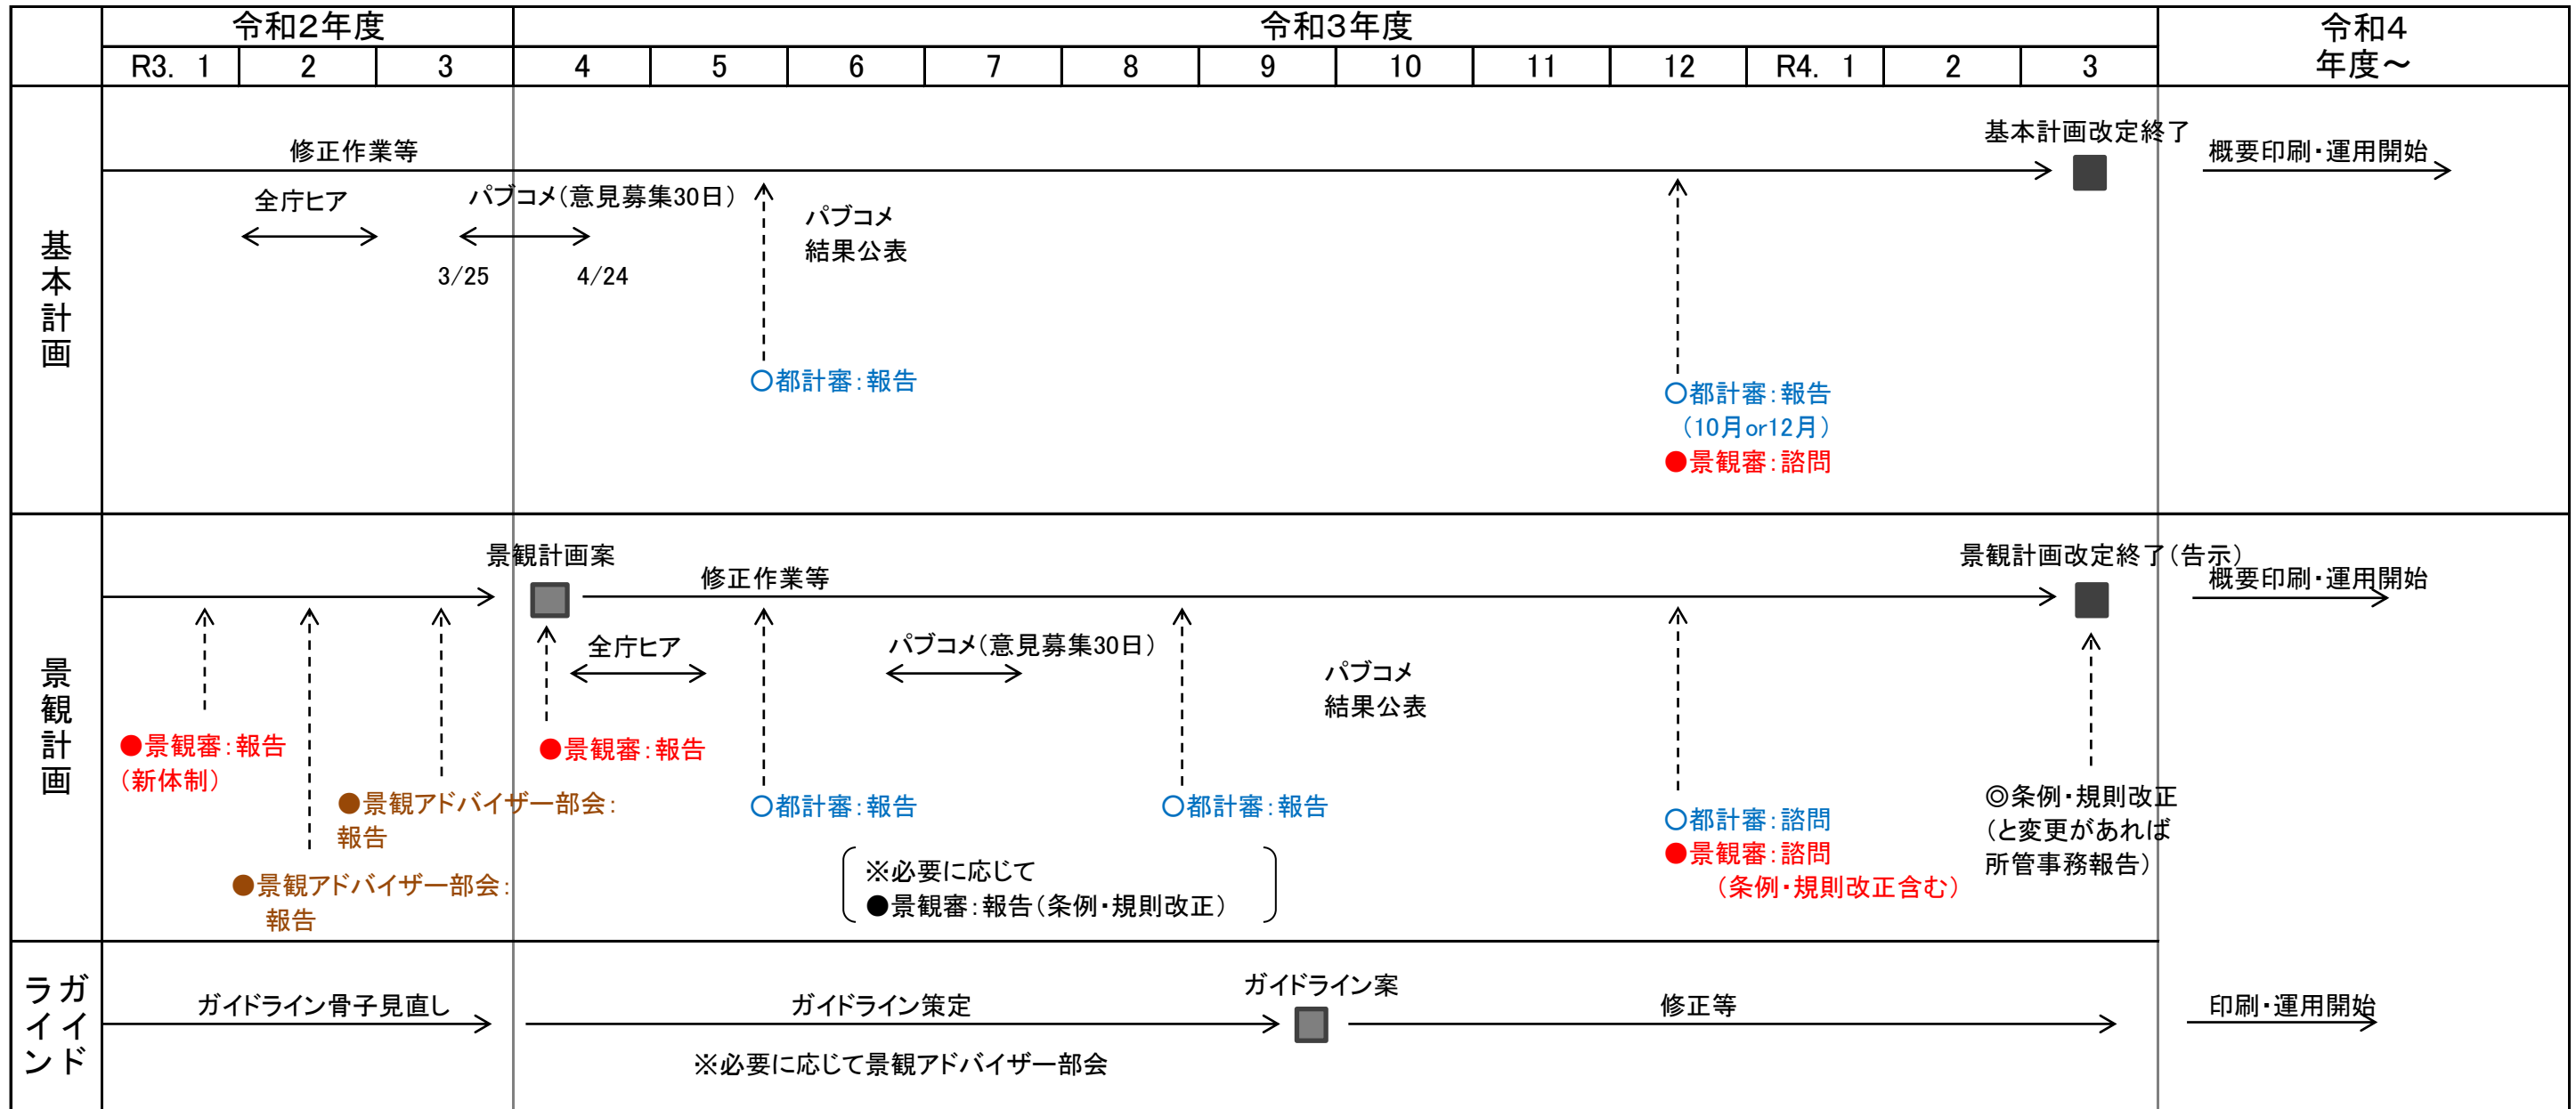 令和２年度
令和３年度
令和４
年度～
R3. 1
2
3
4
5
6
7
8
9
10
11
12
R4. 1
2
3
基本計画
修正作業等
基本計画改定終了
概要印刷・運用開始
全庁ヒア
パブコメ（意見募集30日）
パブコメ
結果公表
3/25
4/24
○都計審：報告
○都計審：報告
（10月or12月）
●景観審：諮問
景観計画
景観計画案
修正作業等
景観計画改定終了（告示）
概要印刷・運用開始
全庁ヒア
パブコメ（意見募集30日）
パブコメ
結果公表
●景観審：報告
（新体制）
●景観審：報告
●景観アドバイザー部会：
報告
●景観アドバイザー部会：
報告
○都計審：報告
○都計審：報告
○都計審：諮問
●景観審：諮問
（条例・規則改正含む）
◎条例・規則改正
（と変更があれば
所管事務報告）
※必要に応じて
●景観審：報告（条例・規則改正）
ガイド
ライン
ガイドライン骨子見直し
ガイドライン策定
ガイドライン案
修正等
印刷・運用開始
※必要に応じて景観アドバイザー部会